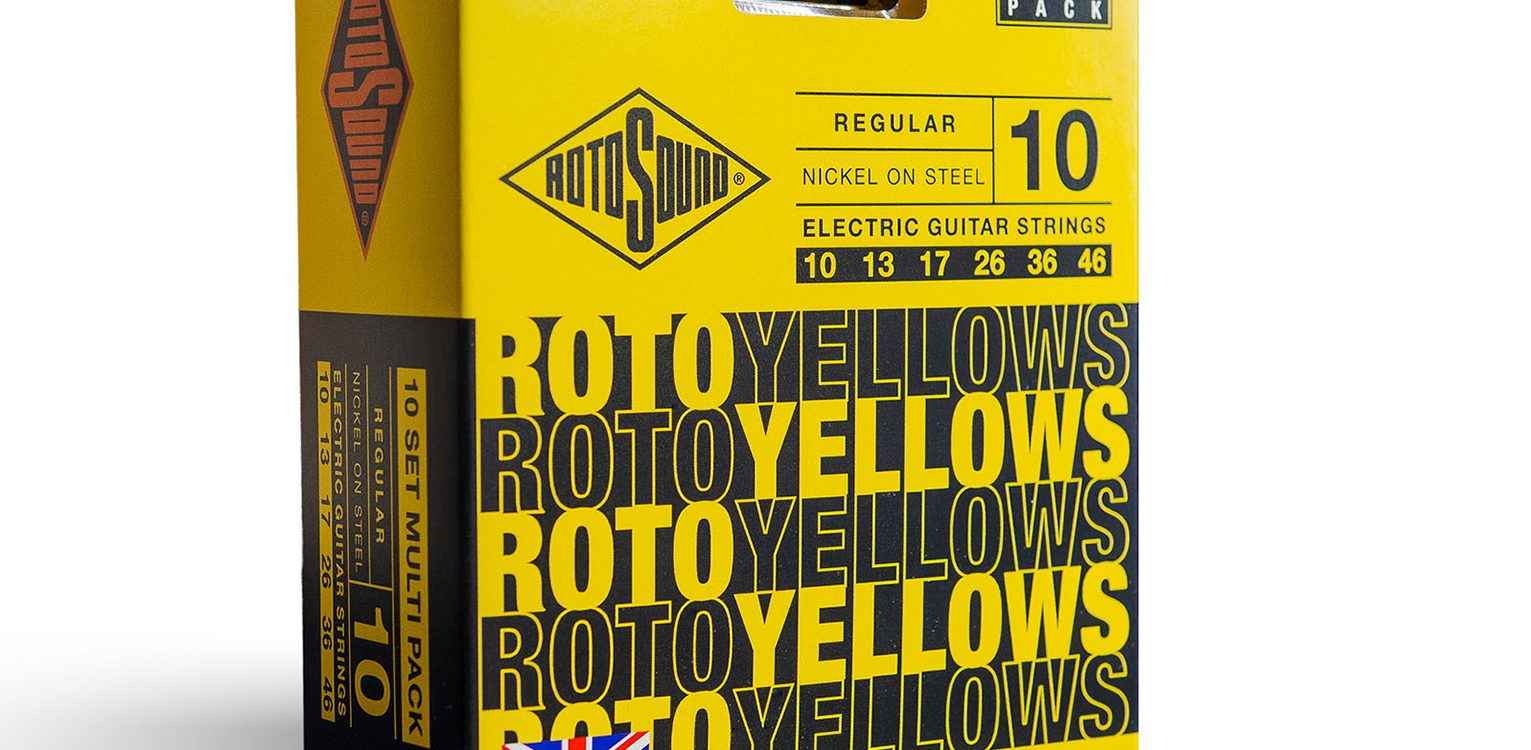 PACK
ROTOSOUND®
REGULAR
10
NICKEL ON STEEL
ELECTRIC GUITAR STRINGS
10 13 17 26 36 46
ROTOYELLOWS
ROTOYELLOWS
ROTOYELLOWS
ROTOYELLOWS
ROTOYELLOWS
OTOSOUND®
10 SET MULTI PACK
REGULAR
10
NICKEL ON STEEL
ELECTRIC GUITAR STRINGS
10 13 17 26 36 46